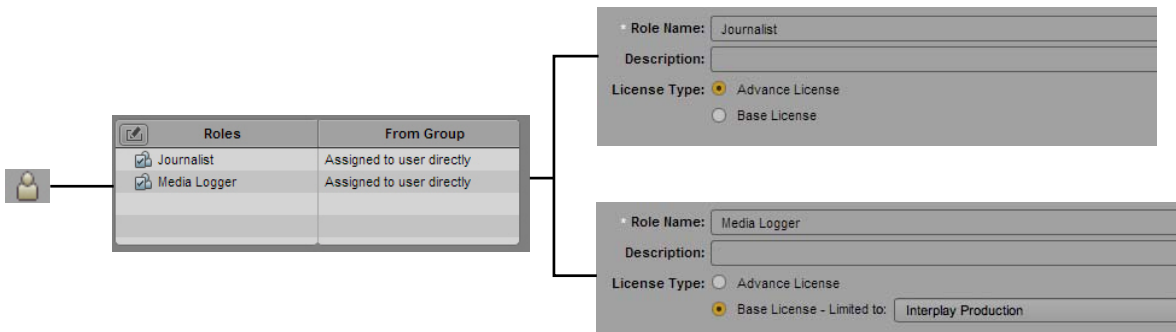 Roles From Group
Journalist Assigned to user directly
Media Logger Assigned to user directly
* Role Name: Journalist
Description:
License Type: Advance License
Base License
* Role Name: Media Logger
Description:
License Type: Advance License
Base License - Limited to: Interplay Production